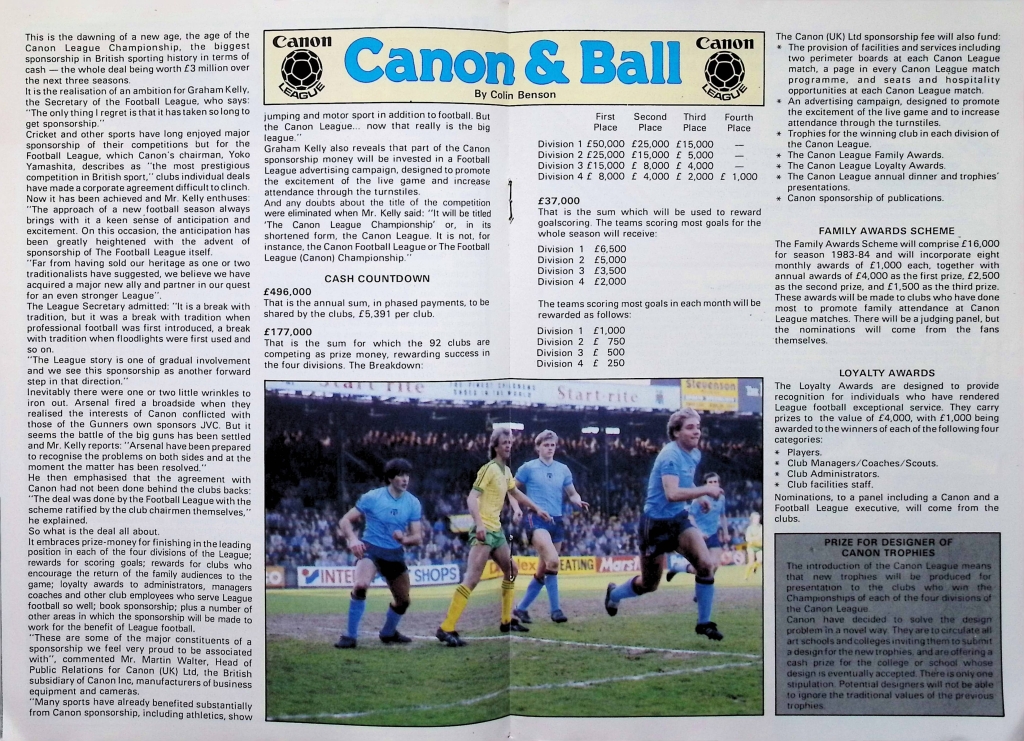 Canon
LEAGUE
Canon & Ball
By Colin Benson
Canon
LEAGUE
This is the dawning of a new age, the age of the
Canon League Championship, the biggest
sponsorship in British sporting history in terms of
cash — the whole deal being worth £3 million over
the next three seasons.
It is the realisation of an ambition for Graham Kelly,
the Secretary of the Football League, who says:
"The only thing I regret is that it has taken so long to
get sponsorship."
Cricket and other sports have long enjoyed major
sponsorship of their competitions but for the
Football League, which Canon's chairman, Yoko
Yamashita, describes as "the most prestigious
competition in British sport," clubs individual deals
have made a corporate agreement difficult to clinch.
Now it has been achieved and Mr. Kelly enthuses:
"The approach of a new football season always
brings with it a keen sense of anticipation and
excitement. On this occasion, the anticipation has
been greatly heightened with the advent of
sponsorship of The Football League itself.
"Far from having sold our heritage as one or two
traditionalists have suggested, we believe we have
acquired a major new ally and partner in our quest
for an even stronger League".
The League Secretary admitted: "It is a break with
tradition, but it was a break with tradition when
professional football was first introduced, a break
with tradition when floodlights were first used and
so on.
"The League story is one of gradual involvement
and we see this sponsorship as another forward
step in that direction."
Inevitably there were one or two little wrinkles to
iron out. Arsenal fired a broadside when they
realised the interests of Canon conflicted with
those of the Gunners own sponsors JVC. But it
seems the battle of the big guns has been settled
and Mr. Kelly reports: "Arsenal have been prepared
to recognise the problems on both sides and at the
moment the matter has been resolved."
He then emphasised that the agreement with
Canon had not been done behind the clubs backs:
"The deal was done by the Football League with the
scheme ratified by the club chairmen themselves,"
he explained.
So what is the deal all about.
It embraces prize-money for finishing in the leading
position in each of the four divisions of the League;
rewards for scoring goals; rewards for clubs who
encourage the return of the family audiences to the
game; loyalty awards to administrators, managers
coaches and other club employees who serve League
football so well; book sponsorship; plus a number of
other areas in which the sponsorship will be made to
work for the benefit of League football.
"These are some of the major constituents of a
sponsorship we feel very proud to be associated
with", commented Mr. Martin Walter, Head of
Public Relations for Canon (UK) Ltd, the British
subsidiary of Canon Inc, manufacturers of business
equipment and cameras.
"Many sports have already benefited substantially
from Canon sponsorship, including athletics, show
jumping and motor sport in addition to football. But
the Canon League... now that really is the big
league."
Graham Kelly also reveals that part of the Canon
sponsorship money will be invested in a Football
League advertising campaign, designed to promote
the excitement of the live game and increase
attendance through the turnstiles.
And any doubts about the title of the competition
were eliminated when Mr. Kelly said: "It will be titled
'The Canon League Championship' or, in its
shortened form, the Canon League. It is not, for
instance, the Canon Football League or The Football
League (Canon) Championship."
CASH COUNTDOWN
£496,000
That is the annual sum, in phased payments, to be
shared by the clubs, £5,391 per club.
£177,000
That is the sum for which the 92 clubs are
competing as prize money, rewarding success in
the four divisions. The Breakdown:
First Second Third Fourth
Place Place Place Place
Division 1 £50,000 £25,000 £15,000 —
Division 2 £25,000 £15,000 £ 5,000 —
Division 3 £15,000 £ 8,000 £ 4,000 —
Division 4 £ 8,000 £ 4,000 £ 2,000 £ 1,000
£37,000
That is the sum which will be used to reward
goalscoring. The teams scoring most goals for the
whole season will receive:
Division 1 £6,500
Division 2 £5,000
Division 3 £3,500
Division 4 £2,000
The teams scoring most goals in each month will be
rewarded as follows:
Division 1 £1,000
Division 2 £ 750
Division 3 £ 500
Division 4 £ 250
Start-rite
Start-rite
Stevenson
INTER
SHOPS
EATING
Mars
The Canon (UK) Ltd sponsorship fee will also fund:
* The provision of facilities and services including
two perimeter boards at each Canon League
match, a page in every Canon League match
programme, and seats and hospitality
opportunities at each Canon League match.
* An advertising campaign, designed to promote
the excitement of the live game and to increase
attendance through the turnstiles.
* Trophies for the winning club in each division of
the Canon League.
* The Canon League Family Awards.
* The Canon League Loyalty Awards.
* The Canon League annual dinner and trophies'
presentations.
* Canon sponsorship of publications.
FAMILY AWARDS SCHEME
The Family Awards Scheme will comprise £16,000
for season 1983-84 and will incorporate eight
monthly awards of £1,000 each, together with
annual awards of £4,000 as the first prize, £2,500
as the second prize, and £1,500 as the third prize.
These awards will be made to clubs who have done
most to promote family attendance at Canon
League matches. There will be a judging panel, but
the nominations will come from the fans
themselves.
LOYALTY AWARDS
The Loyalty Awards are designed to provide
recognition for individuals who have rendered
League football exceptional service. They carry
prizes to the value of £4,000, with £1,000 being
awarded to the winners of each of the following four
categories:
* Players.
* Club Managers/Coaches/Scouts.
* Club Administrators.
* Club facilities staff.
Nominations, to a panel including a Canon and a
Football League executive, will come from the
clubs.
PRIZE FOR DESIGNER OF
CANON TROPHIES
The introduction of the Canon League means
that new trophies will be produced for
presentation to the clubs who win the
Championships of each of the four divisions of
the Canon League.
Canon have decided to solve the design
problem in a novel way. They are to circulate all
art schools and colleges inviting them to submit
a design for the new trophies, and are offering a
cash prize for the college or school whose
design is eventually accepted. There is only one
stipulation. Potential designers will not be able
to ignore the traditional values of the previous
trophies.